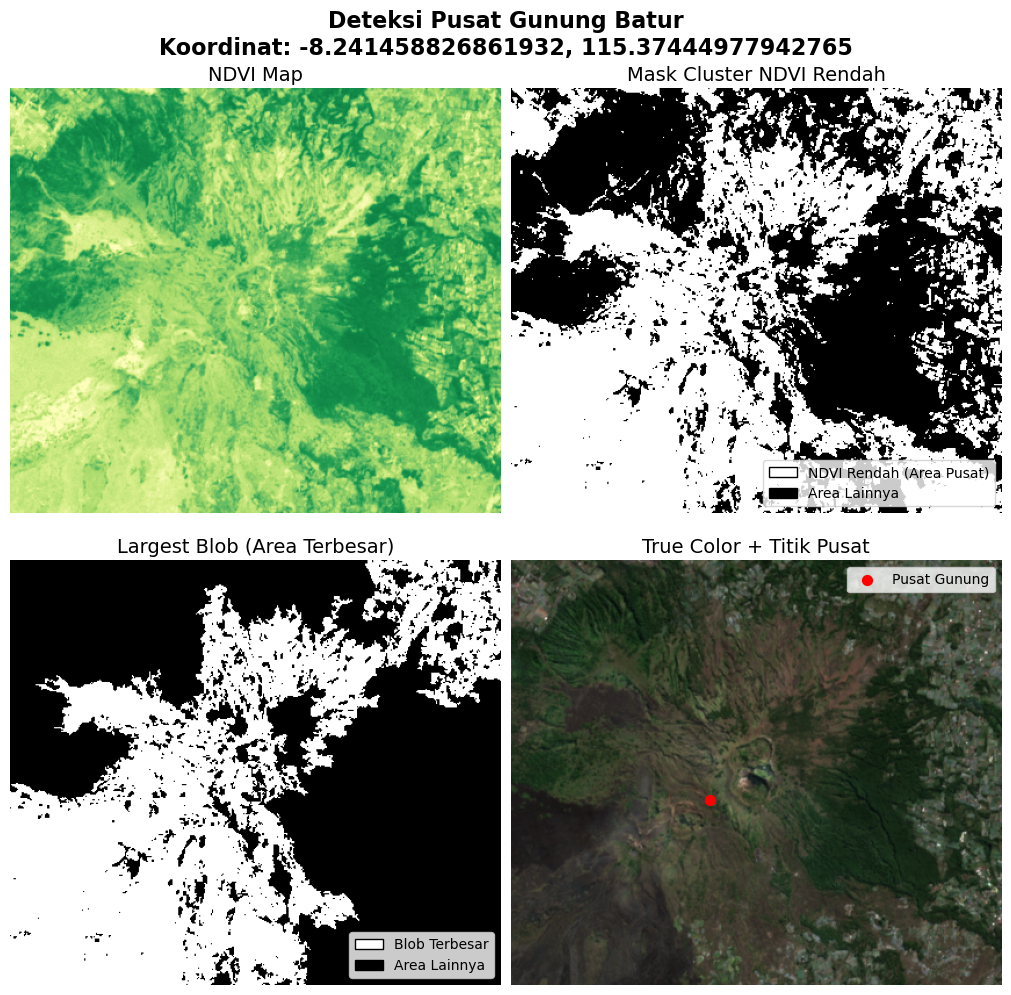 Deteksi Pusat Gunung Batur
Koordinat: -8.241458826861932, 115.37444977942765
NDVI Map
Mask Cluster NDVI Rendah
NDVI Rendah (Area Pusat)
Area Lainnya
Largest Blob (Area Terbesar)
True Color + Titik Pusat
Blob Terbesar
Area Lainnya
Pusat Gunung